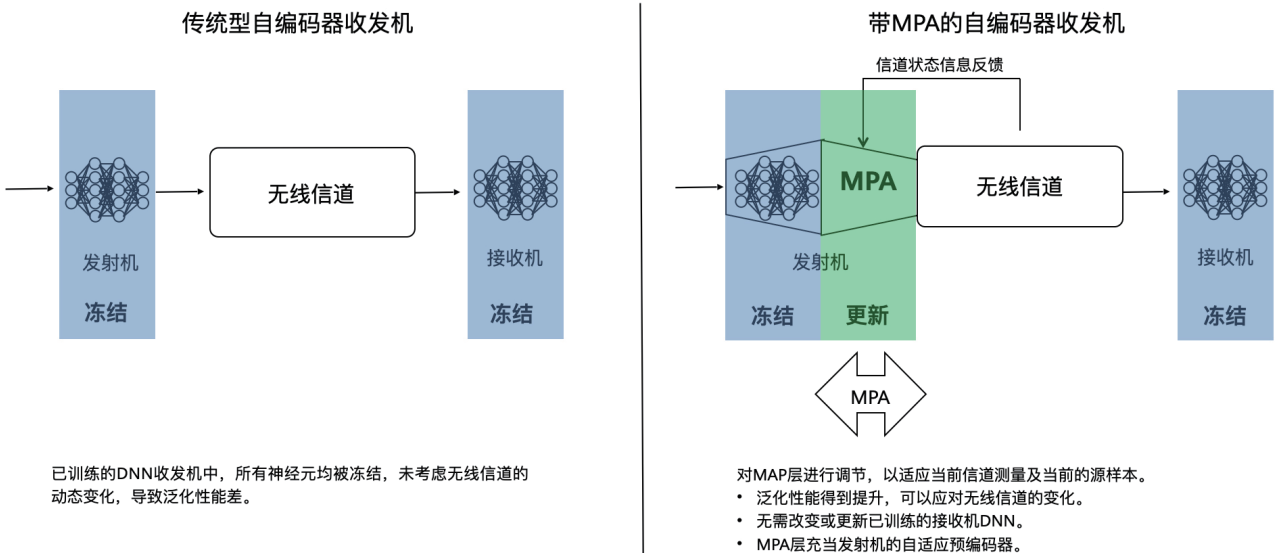 传统型自编码器收发机
无线信道
发射机
接收机
冻结
冻结
已训练的DNN收发机中，所有神经元均被冻结，未考虑无线信道的
动态变化，导致泛化性能差。
带MPA的自编码器收发机
信道状态信息反馈
MPA
无线信道
发射机
接收机
冻结
更新
冻结
MPA
对MAP层进行调节，以适应当前信道测量及当前的源样本。
• 泛化性能得到提升，可以应对无线信道的变化。
• 无需改变或更新已训练的接收机DNN。
• MPA层充当发射机的自适应预编码器。